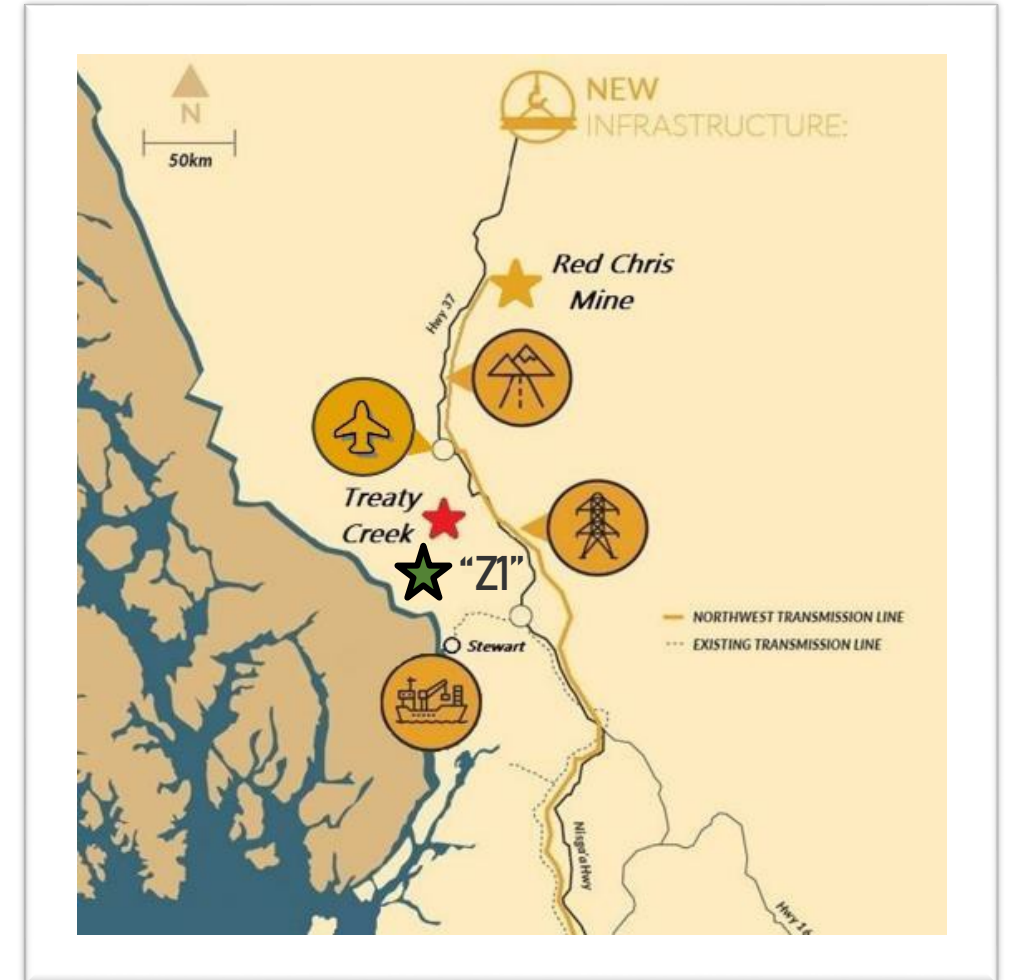 NEW
INFRASTRUCTURE:
N
50km
Red Chris
Mine
Hwy 37
Treaty
Creek
“Z1”
NORTHWEST TRANSMISSION LINE
EXISTING TRANSMISSION LINE
Stewart
Nisga'a Hwy
Hwy 16